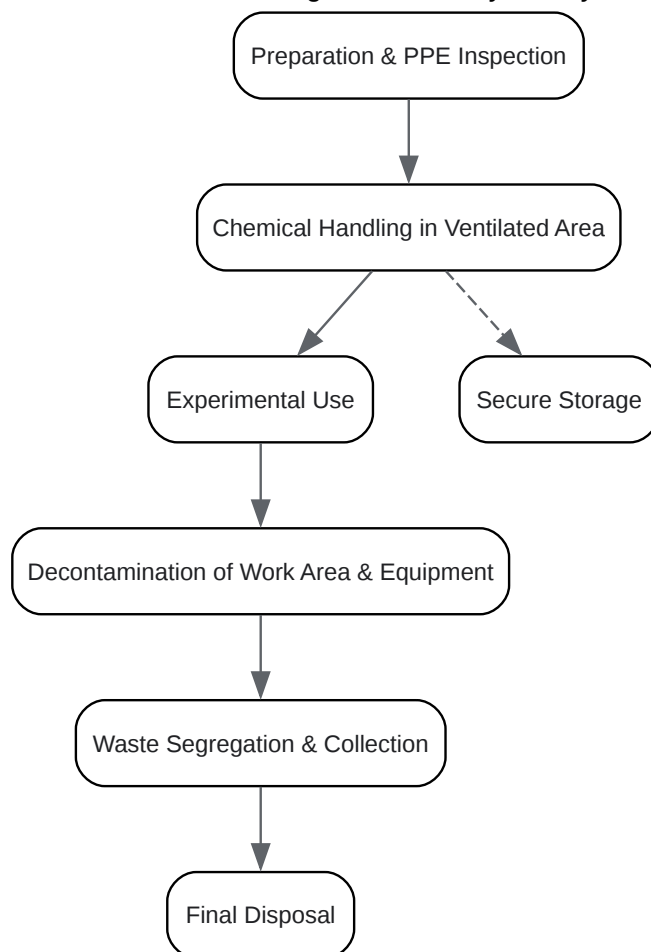 Preparation & PPE Inspection
Chemical Handling in Ventilated Area
Experimental Use
Secure Storage
Decontamination of Work Area & Equipment
Waste Segregation & Collection
Final Disposal